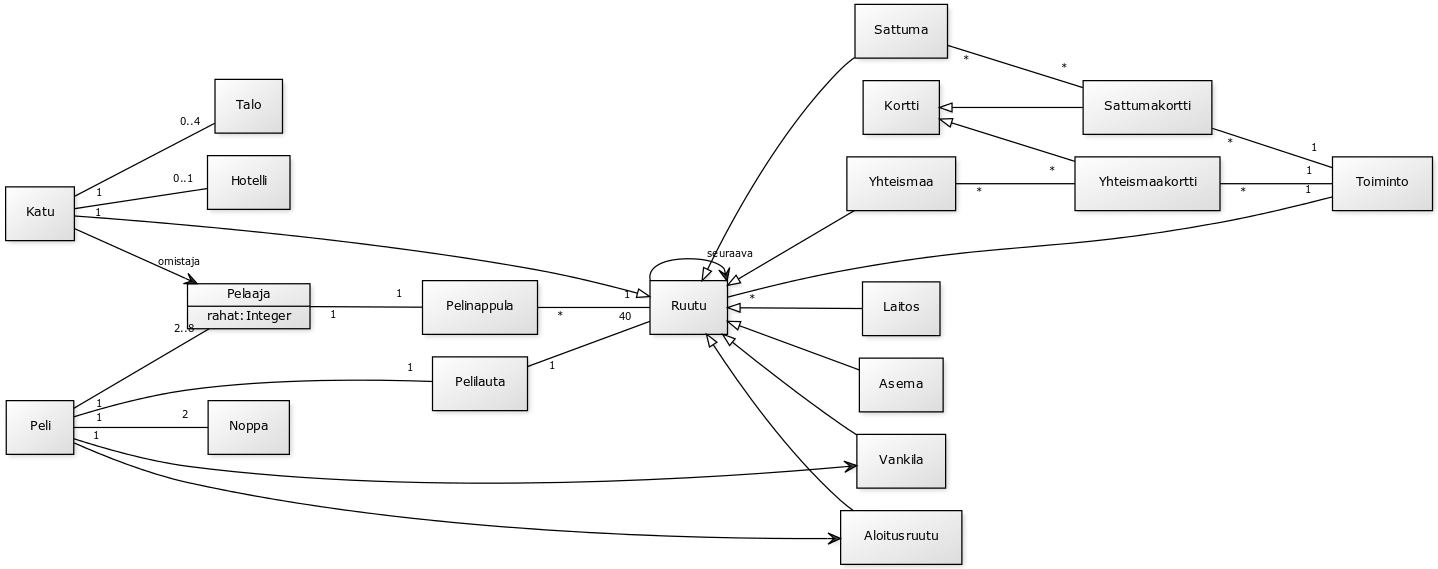 Sattuma
*
*
Talo
0..4
Kortti
Sattumakortti
*
1
Hotelli
0..1
1
Yhteismaa
*
*
Yhteismaakortti
*
1
1
Toiminto
Katu
1
omistaja
seuraava
Pelaaja
rahat:Integer
1
1
Pelinappula
*
1
40
Ruutu
*
Laitos
2..8
1
Pelilauta
1
Asema
1
1
1
Peli
2
Noppa
Vankila
Aloitusruutu